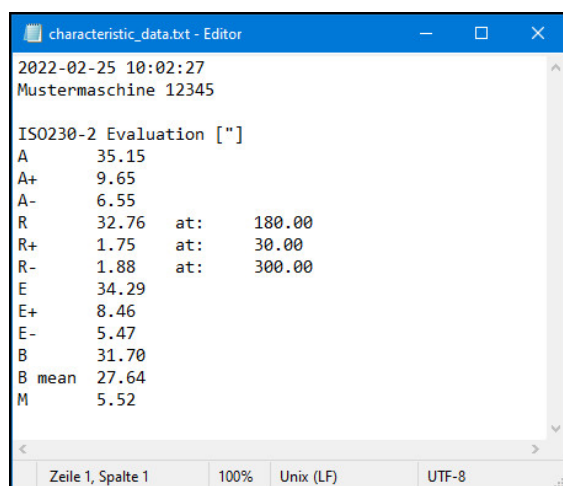 characteristic_data.txt - Editor
2022-02-25 10:02:27
Mustermaschine 12345
ISO230-2 Evaluation ["]
A 35.15
A+ 9.65
A- 6.55
R 32.76 at: 180.00
R+ 1.75 at: 30.00
R- 1.88 at: 300.00
E 34.29
E+ 8.46
E- 5.47
B 31.70
B mean 27.64
M 5.52
Zeile 1, Spalte 1 100% Unix (LF) UTF-8